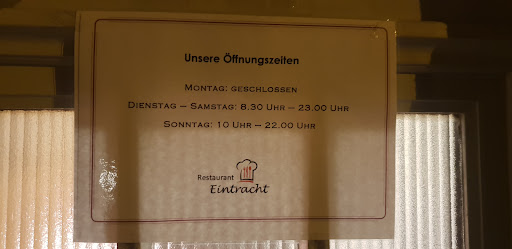 Unsere Öffnungszeiten
Montag: geschlossen
Dienstag – Samstag: 8.30 Uhr – 23.00 Uhr
Sonntag: 10 Uhr – 22.00 Uhr
Restaurant
Eintracht